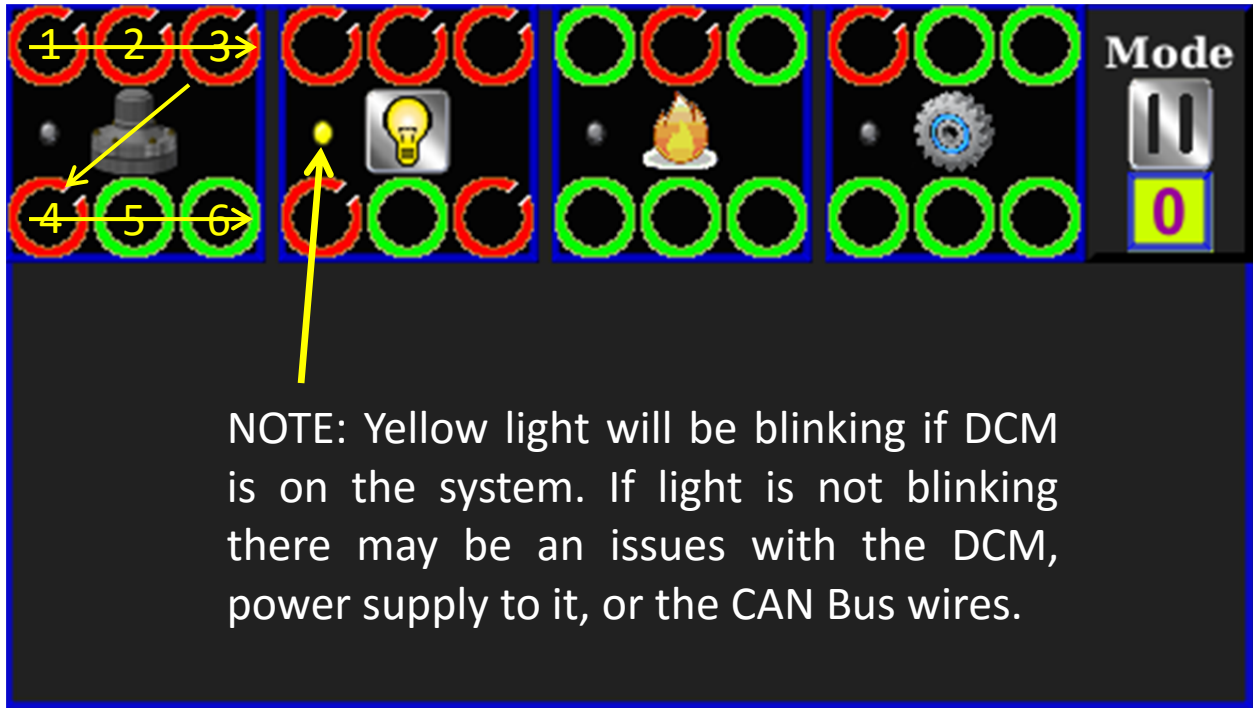 1 2 3
Mode
4 5 6
0
NOTE: Yellow light will be blinking if DCM
is on the system. If light is not blinking
there may be an issues with the DCM,
power supply to it, or the CAN Bus wires.